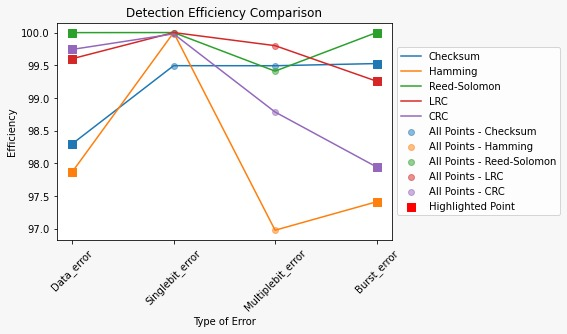 Detection Efficiency Comparison
Efficiency
100.0
99.5
99.0
98.5
98.0
97.5
97.0
Data_error
Singlebit_error
Multiplebit_error
Burst_error
Type of Error
Checksum
Hamming
Reed-Solomon
LRC
CRC
All Points - Checksum
All Points - Hamming
All Points - Reed-Solomon
All Points - LRC
All Points - CRC
Highlighted Point